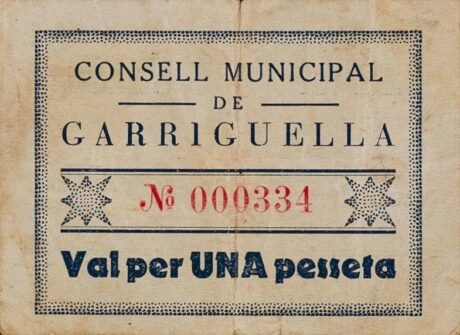 CONSELL MUNICIPAL
DE
GARRIGUELLA
№ 000334
Val per UNA pesseta